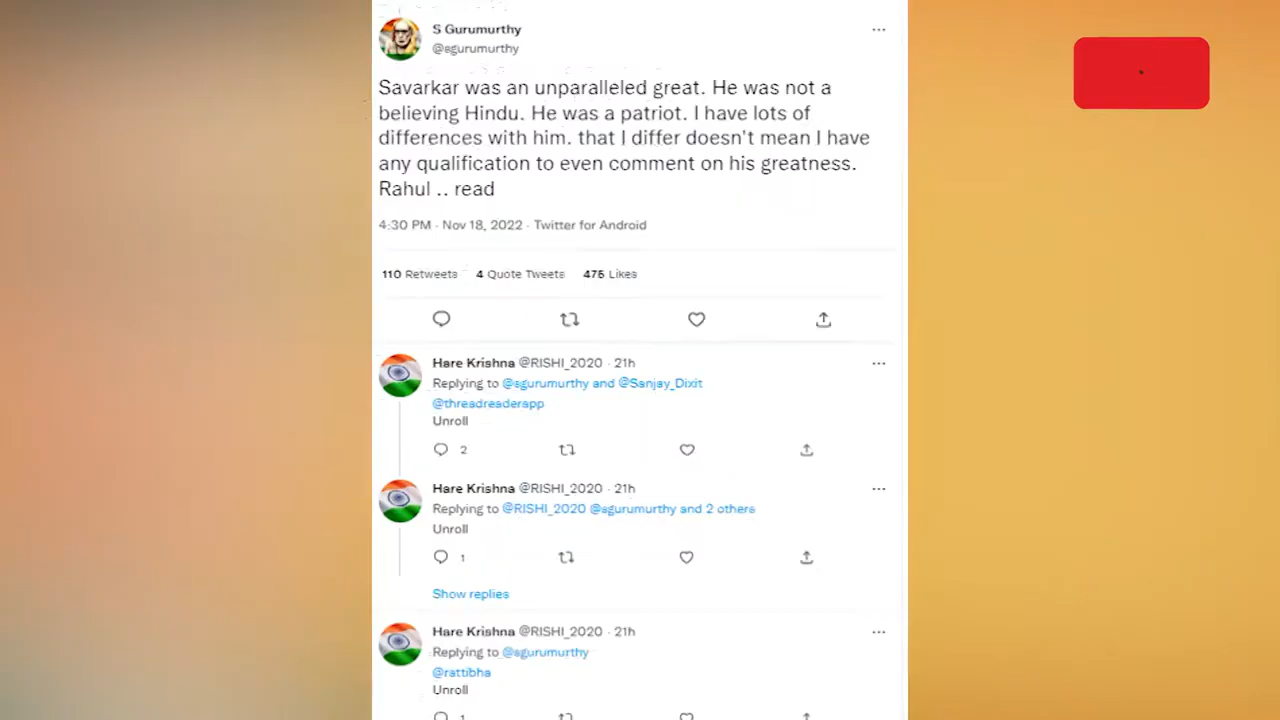 S Gurumurthy
@sgurumurthy
Savarkar was an unparalleled great. He was not a
believing Hindu. He was a patriot. I have lots of
differences with him. that I differ doesn't mean I have
any qualification to even comment on his greatness.
Rahul .. read
4:30 PM · Nov 18, 2022 · Twitter for Android
110 Retweets 4 Quote Tweets 475 Likes
Hare Krishna @RISHI_2020 · 21h
Replying to @sgurumurthy and @Sanjay_Dixit
@threadreaderapp
Unroll
2
Hare Krishna @RISHI_2020 · 21h
Replying to @RISHI_2020 @sgurumurthy and 2 others
Unroll
1
Show replies
Hare Krishna @RISHI_2020 · 21h
Replying to @sgurumurthy
@rattibha
Unroll
1